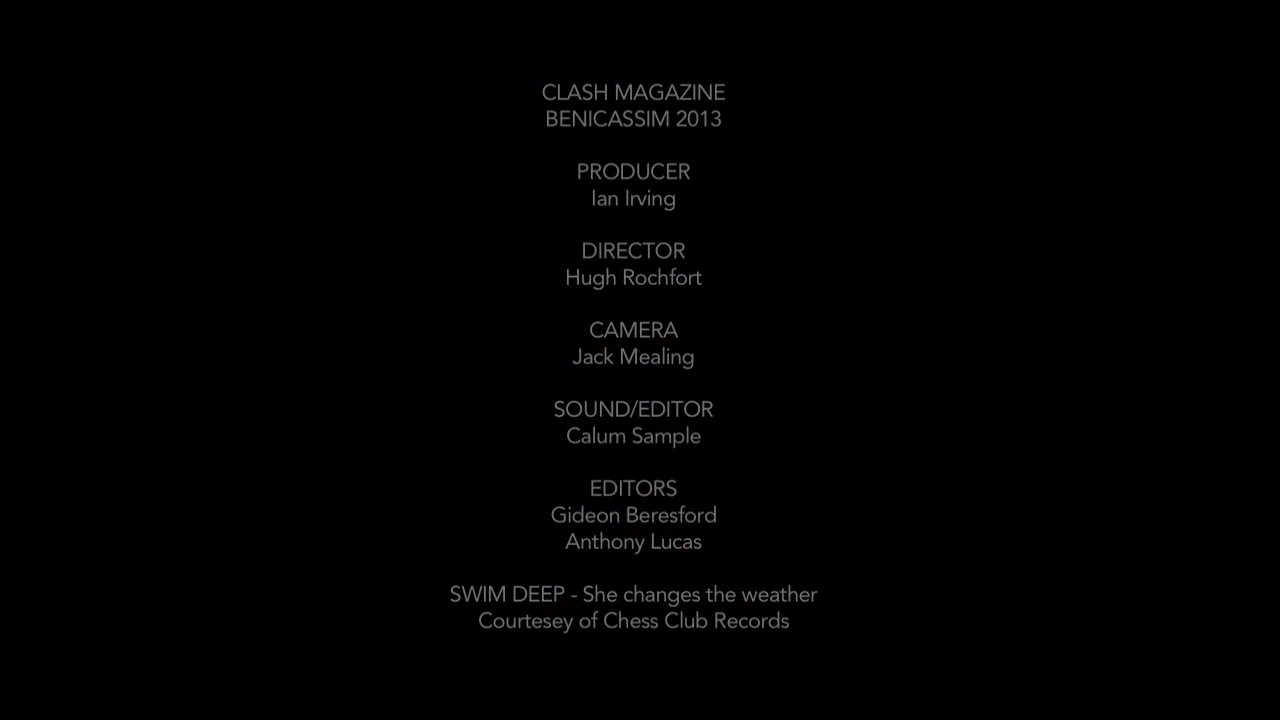 CLASH MAGAZINE
BENICASSIM 2013
PRODUCER
Ian Irving
DIRECTOR
Hugh Rochfort
CAMERA
Jack Mealing
SOUND/EDITOR
Calum Sample
EDITORS
Gideon Beresford
Anthony Lucas
SWIM DEEP - She changes the weather
Courtesey of Chess Club Records